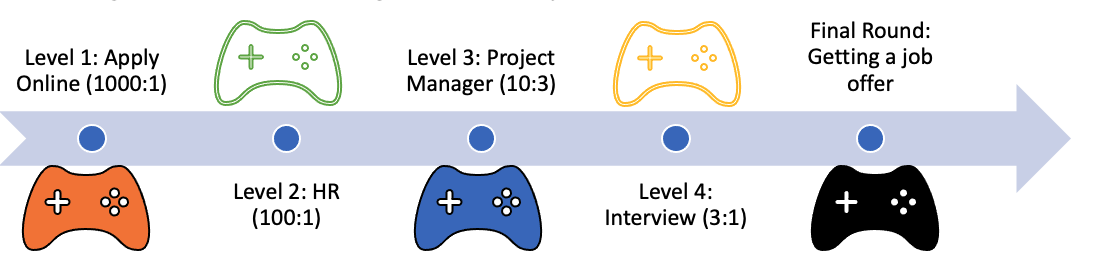 Level 1: Apply
Online (1000:1)
Level 2: HR
(100:1)
Level 3: Project
Manager (10:3)
Level 4:
Interview (3:1)
Final Round:
Getting a job
offer